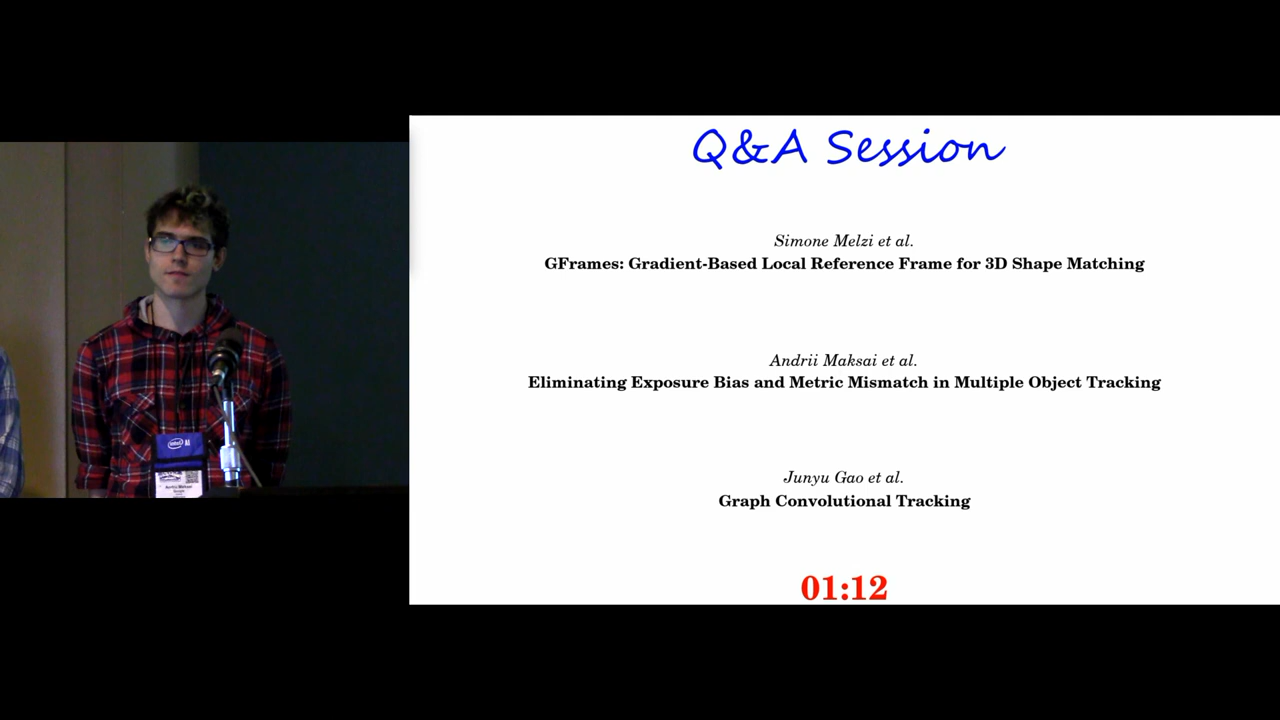 Q&A Session
Simone Melzi et al.
GFrames: Gradient-Based Local Reference Frame for 3D Shape Matching
Andrii Maksai et al.
Eliminating Exposure Bias and Metric Mismatch in Multiple Object Tracking
Junyu Gao et al.
Graph Convolutional Tracking
01:12
intel AI